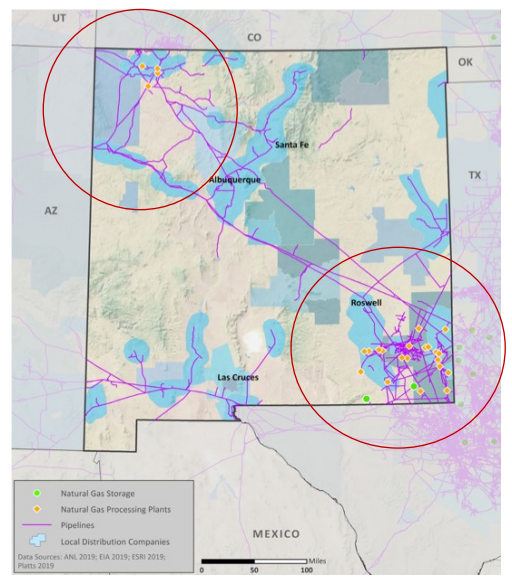 UT
CO
OK
Santa Fe
Albuquerque
TX
AZ
Roswell
Las Cruces
MEXICO
Natural Gas Storage
Natural Gas Processing Plants
Pipelines
Local Distribution Companies
Data Sources: ANL 2019; EIA 2019; ESRI 2019;
Platts 2019
Miles
0 50 100